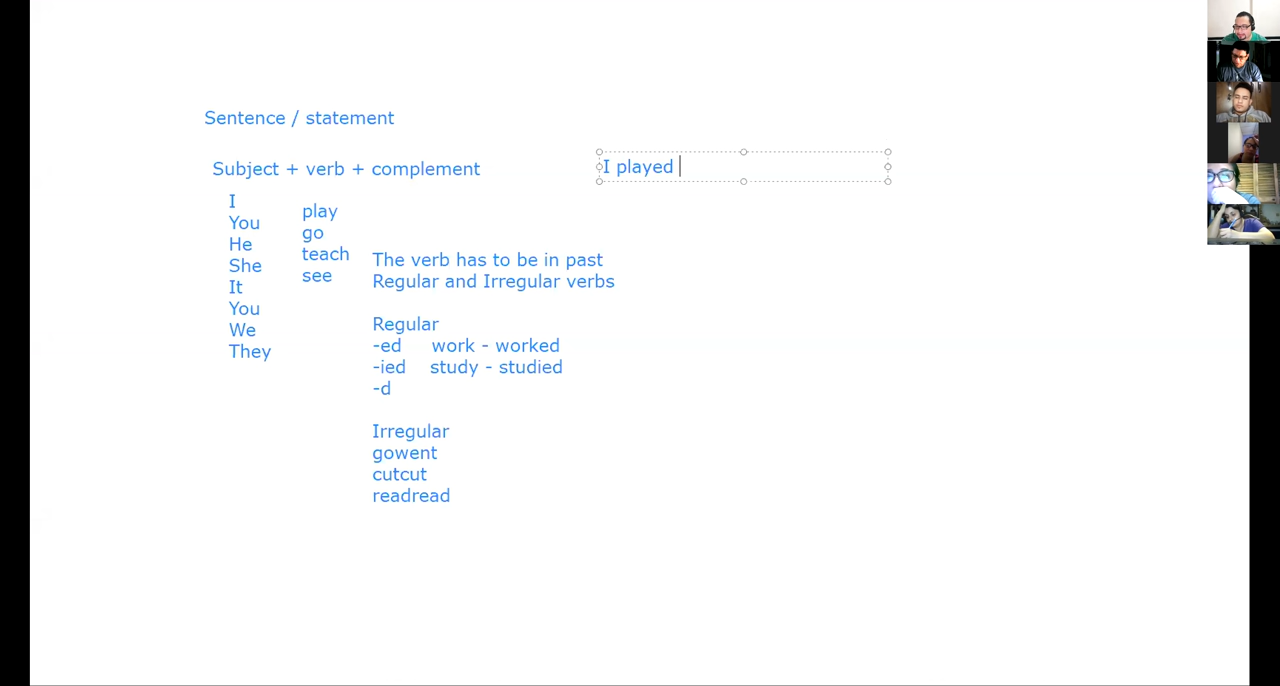 Sentence / statement
Subject + verb + complement
I
You
He
She
It
You
We
They
play
go
teach
see
The verb has to be in past
Regular and Irregular verbs
Regular
-ed work - worked
-ied study - studied
-d
Irregular
gowent
cutcut
readread
I played